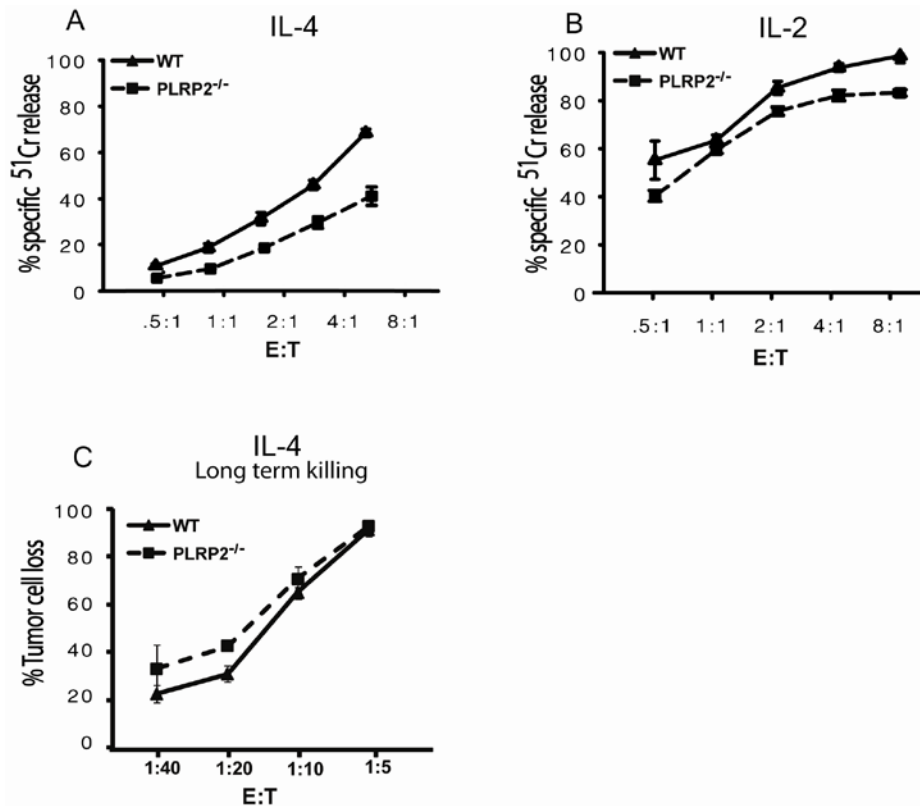 A
IL-4
% specific ⁵¹Cr release
100
80
60
40
20
0
WT
PLRP2⁻/⁻
.5:1 1:1 2:1 4:1 8:1
E:T
B
IL-2
% specific ⁵¹Cr release
100
80
60
40
20
0
WT
PLRP2⁻/⁻
.5:1 1:1 2:1 4:1 8:1
E:T
C
IL-4
Long term killing
% Tumor cell loss
100
80
60
40
20
0
WT
PLRP2⁻/⁻
1:40 1:20 1:10 1:5
E:T